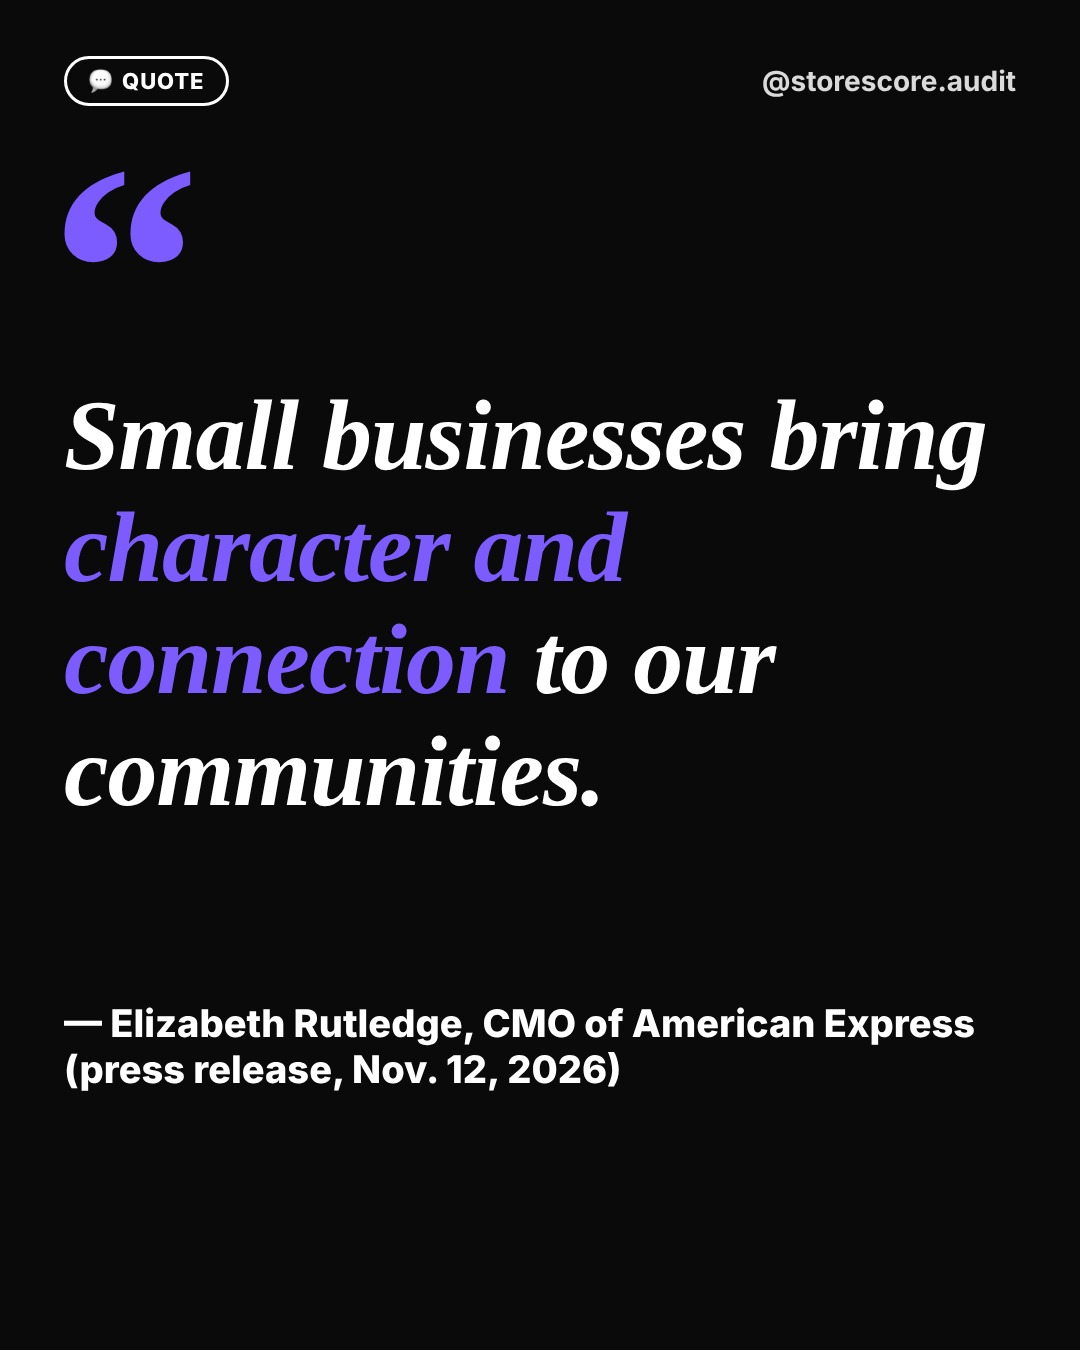 💬 QUOTE
@storescore.audit
“
Small businesses bring
character and
connection to our
communities.
— Elizabeth Rutledge, CMO of American Express
(press release, Nov. 12, 2026)